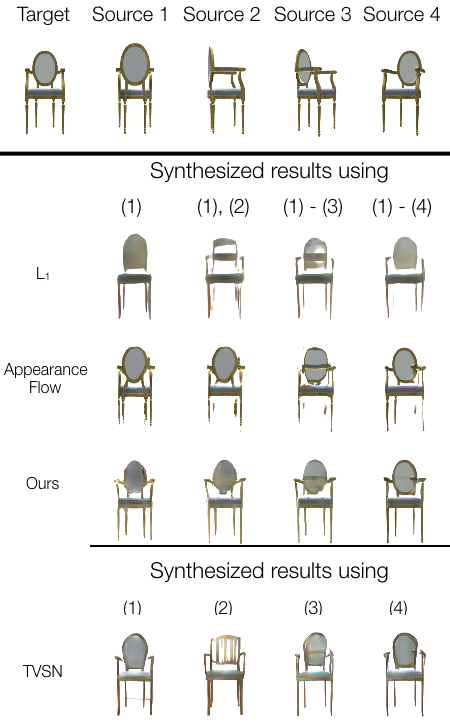 Target Source 1 Source 2 Source 3 Source 4
Synthesized results using
(1) (1), (2) (1) - (3) (1) - (4)
L₁
Appearance
Flow
Ours
Synthesized results using
(1) (2) (3) (4)
TVSN